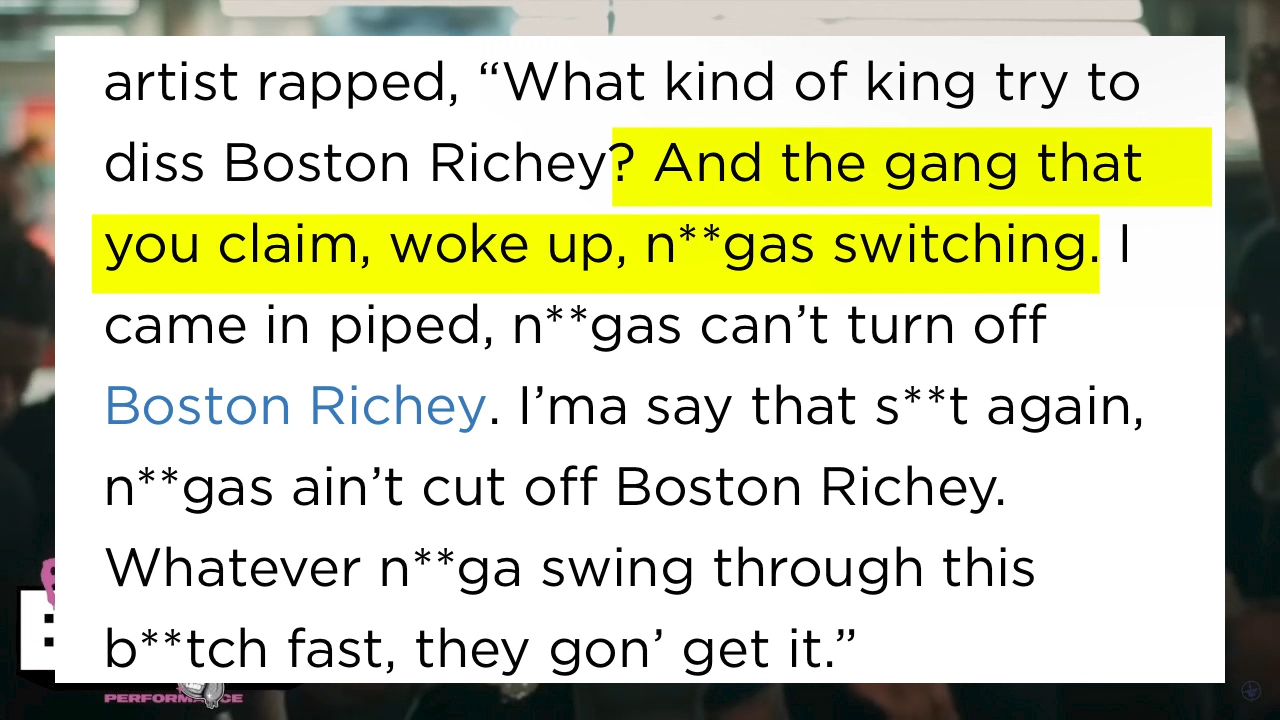 artist rapped, “What kind of king try to
diss Boston Richey? And the gang that
you claim, woke up, n**gas switching. I
came in piped, n**gas can’t turn off
Boston Richey. I’ma say that s**t again,
n**gas ain’t cut off Boston Richey.
Whatever n**ga swing through this
b**tch fast, they gon’ get it.”